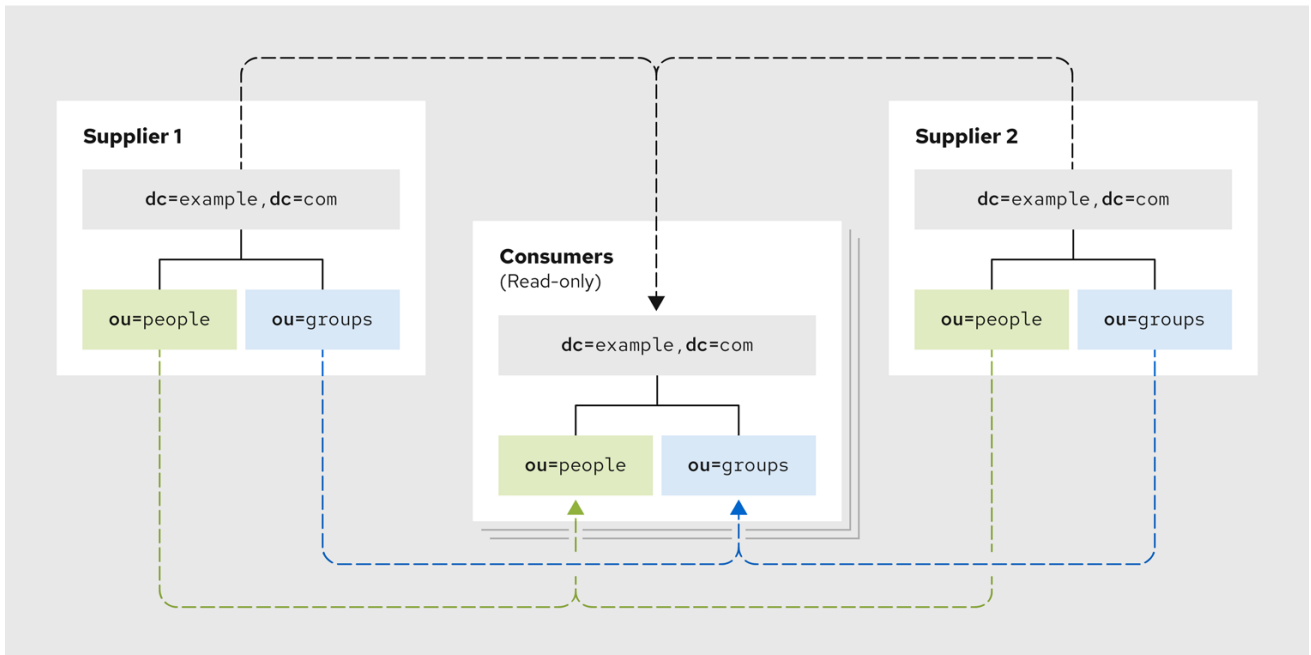 Supplier 1
dc=example,dc=com
ou=people
ou=groups
Consumers
(Read-only)
dc=example,dc=com
ou=people
ou=groups
Supplier 2
dc=example,dc=com
ou=people
ou=groups